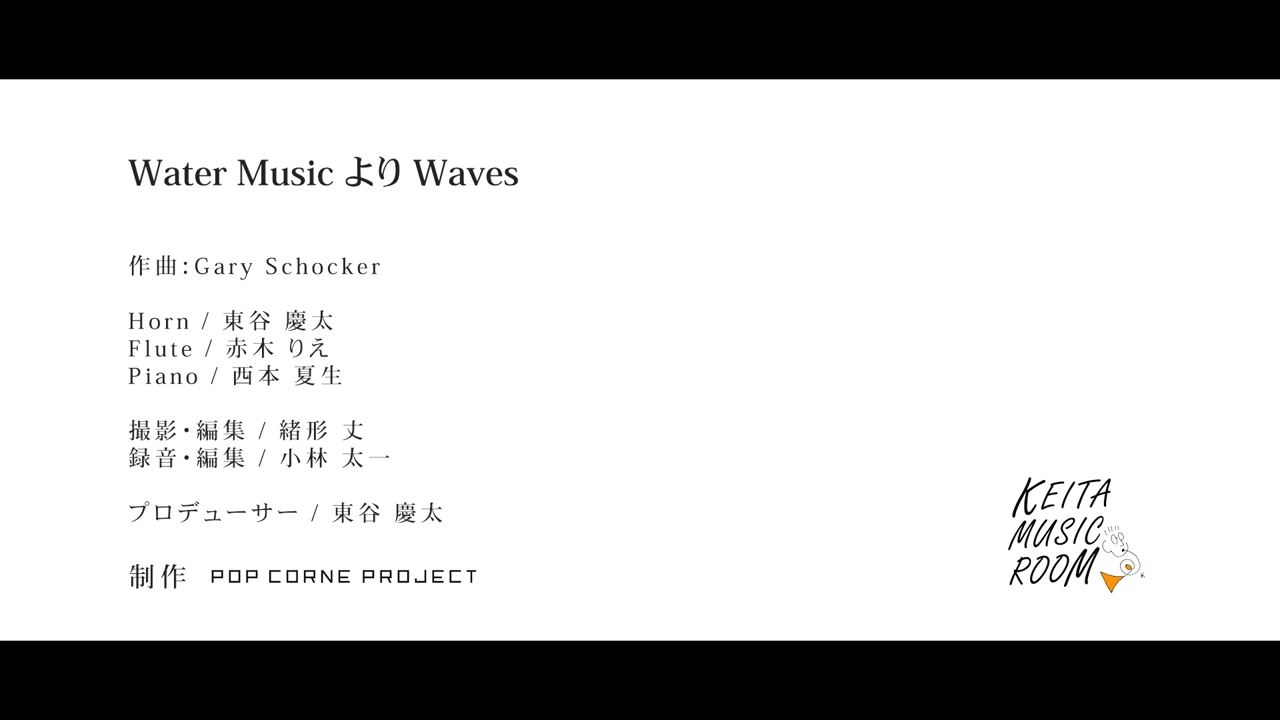 Water Music より Waves
作曲:Gary Schocker
Horn / 東谷 慶太
Flute / 赤木 りえ
Piano / 西本 夏生
撮影・編集 / 緒形 丈
録音・編集 / 小林 太一
プロデューサー / 東谷 慶太
制作 POP CORNE PROJECT
KEITA
MUSIC
ROOM
K